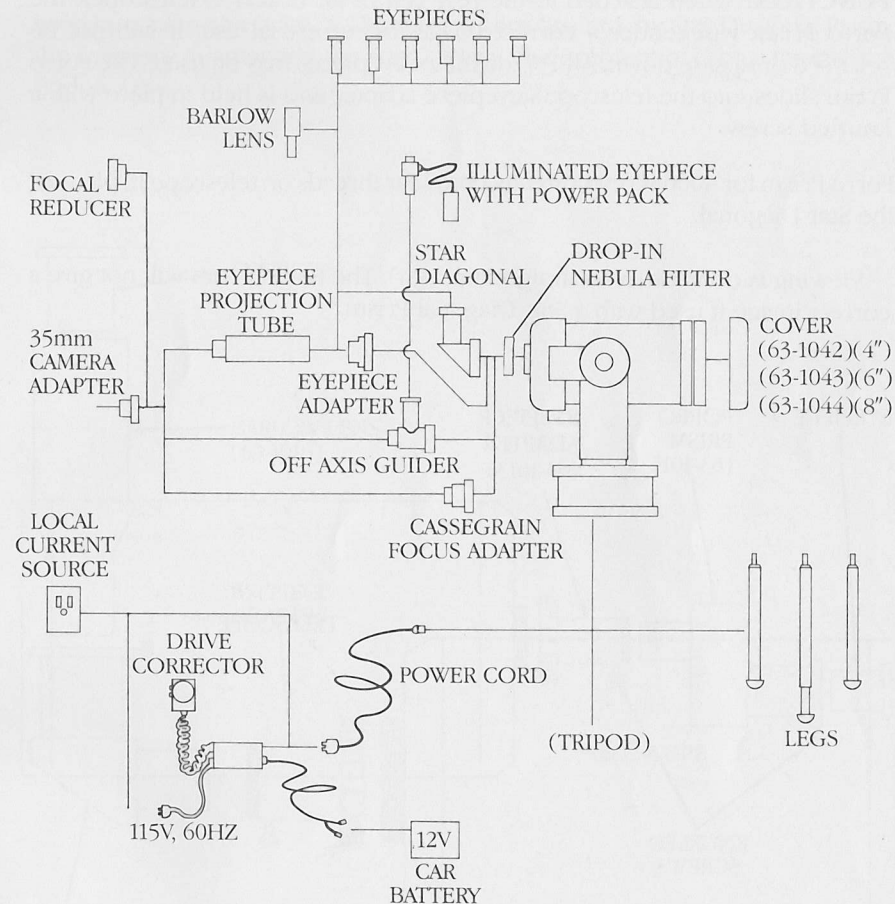 EYEPIECES
BARLOW
LENS
FOCAL
REDUCER
ILLUMINATED EYEPIECE
WITH POWER PACK
STAR
DIAGONAL
DROP-IN
NEBULA FILTER
EYEPIECE
PROJECTION
TUBE
35mm
CAMERA
ADAPTER
EYEPIECE
ADAPTER
COVER
(63-1042)(4″)
(63-1043)(6″)
(63-1044)(8″)
OFF AXIS GUIDER
CASSEGRAIN
FOCUS ADAPTER
LOCAL
CURRENT
SOURCE
DRIVE
CORRECTOR
POWER CORD
(TRIPOD)
LEGS
115V, 60HZ
12V
CAR
BATTERY